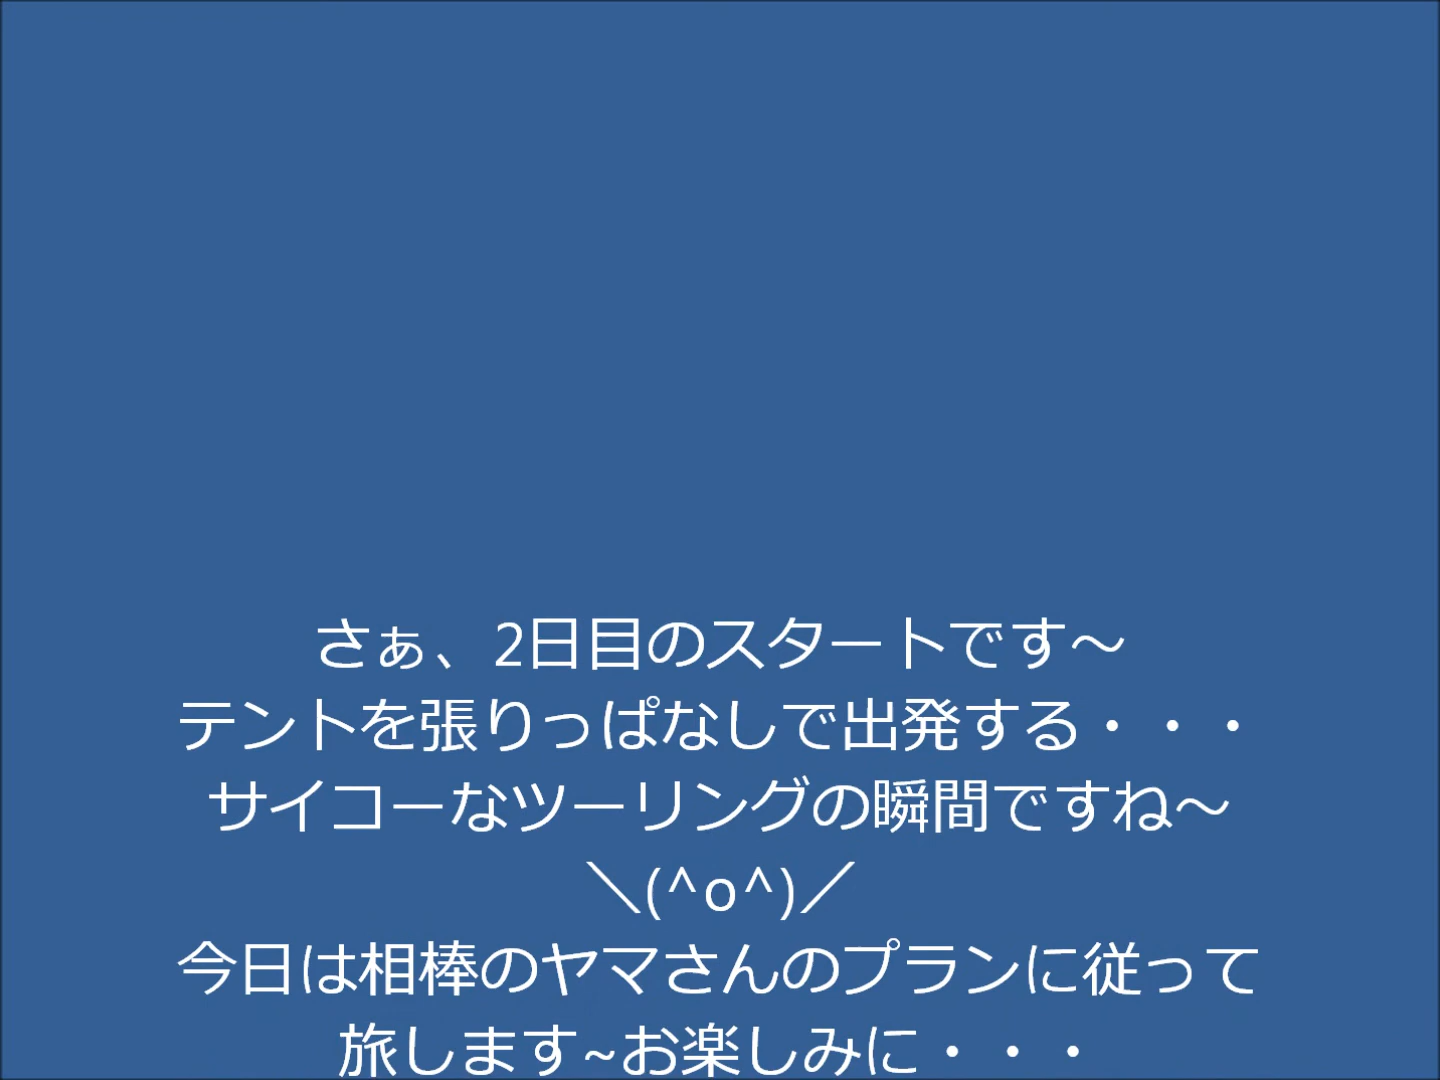 さぁ、2日目のスタートです～
テントを張りっぱなしで出発する・・・
サイコーなツーリングの瞬間ですね～
＼(^o^)／
今日は相棒のヤマさんのプランに従って
旅します~お楽しみに・・・